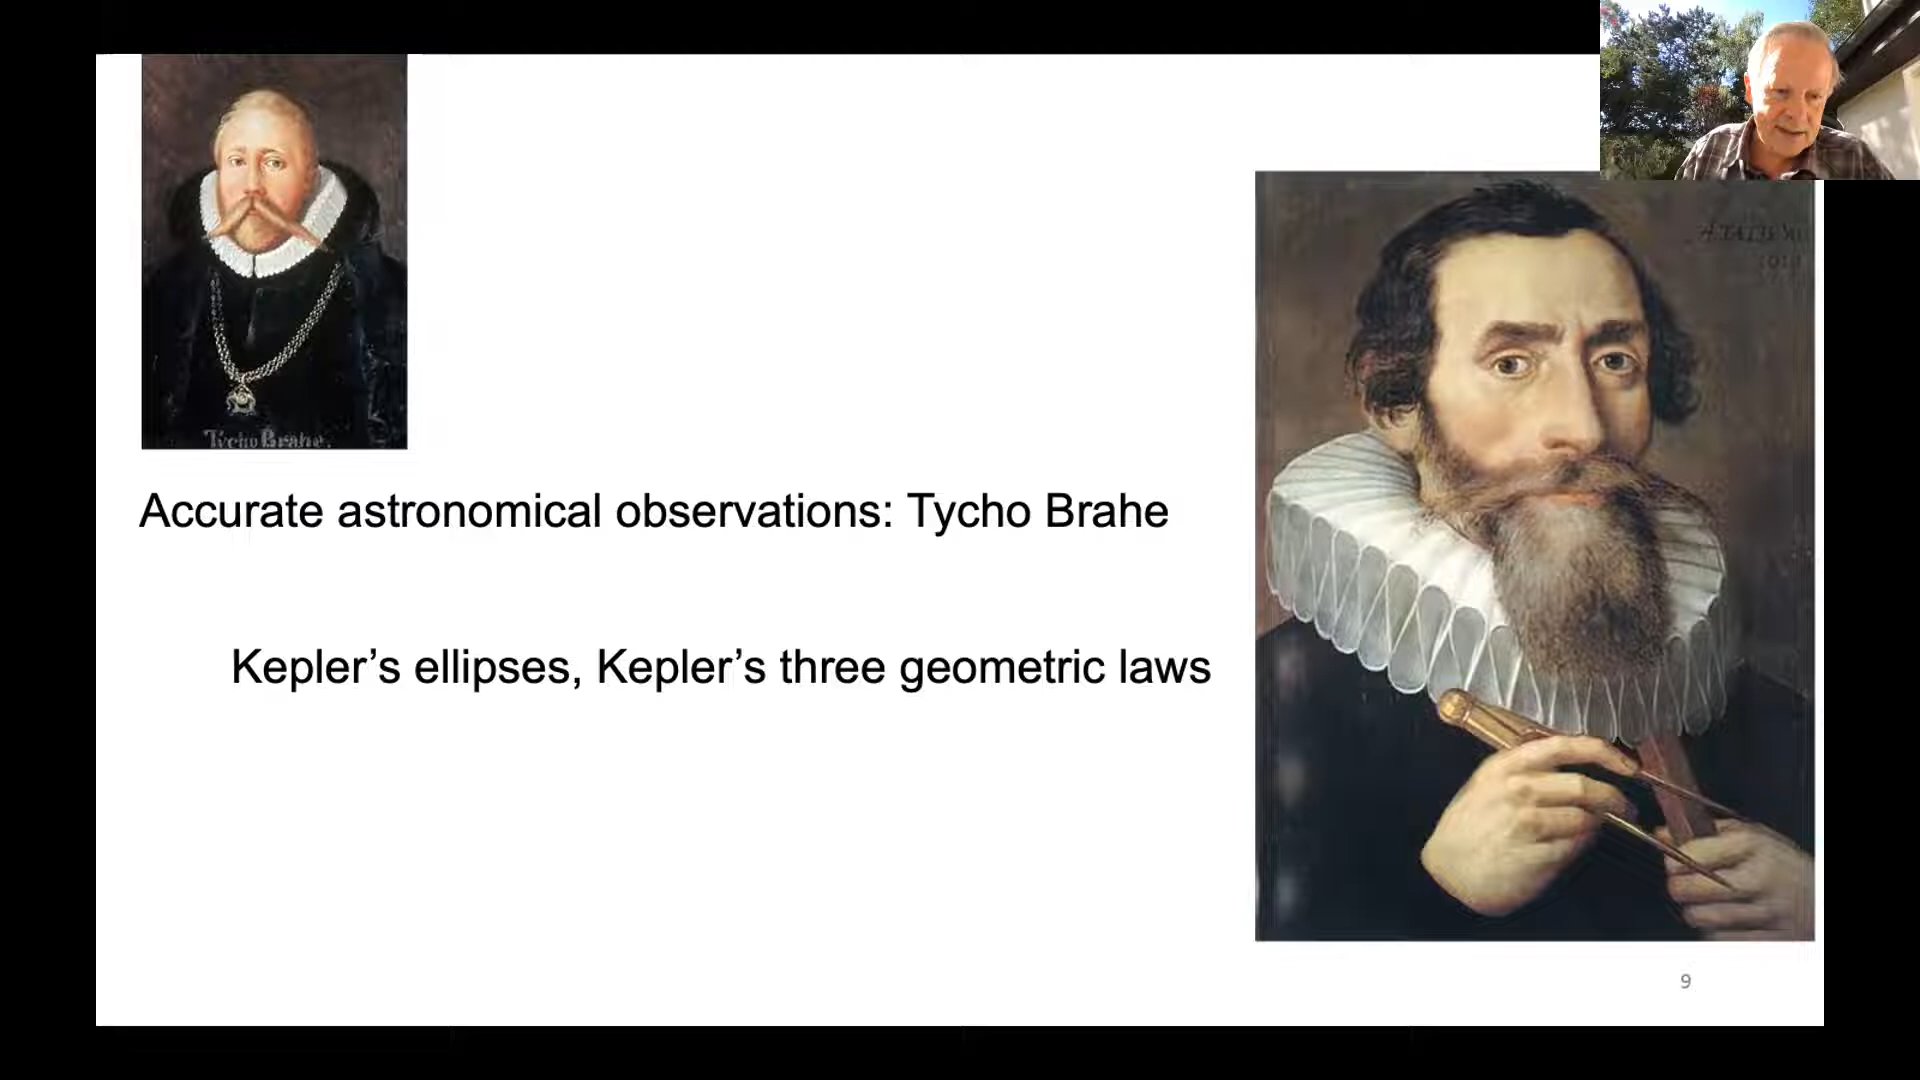 Tycho Brahe.
Accurate astronomical observations: Tycho Brahe
Kepler’s ellipses, Kepler’s three geometric laws
9